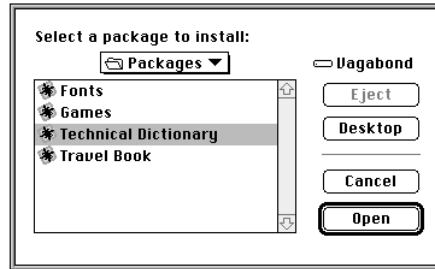 Select a package to install:
Packages
Vagabond
Fonts
Games
Technical Dictionary
Travel Book
Eject
Desktop
Cancel
Open